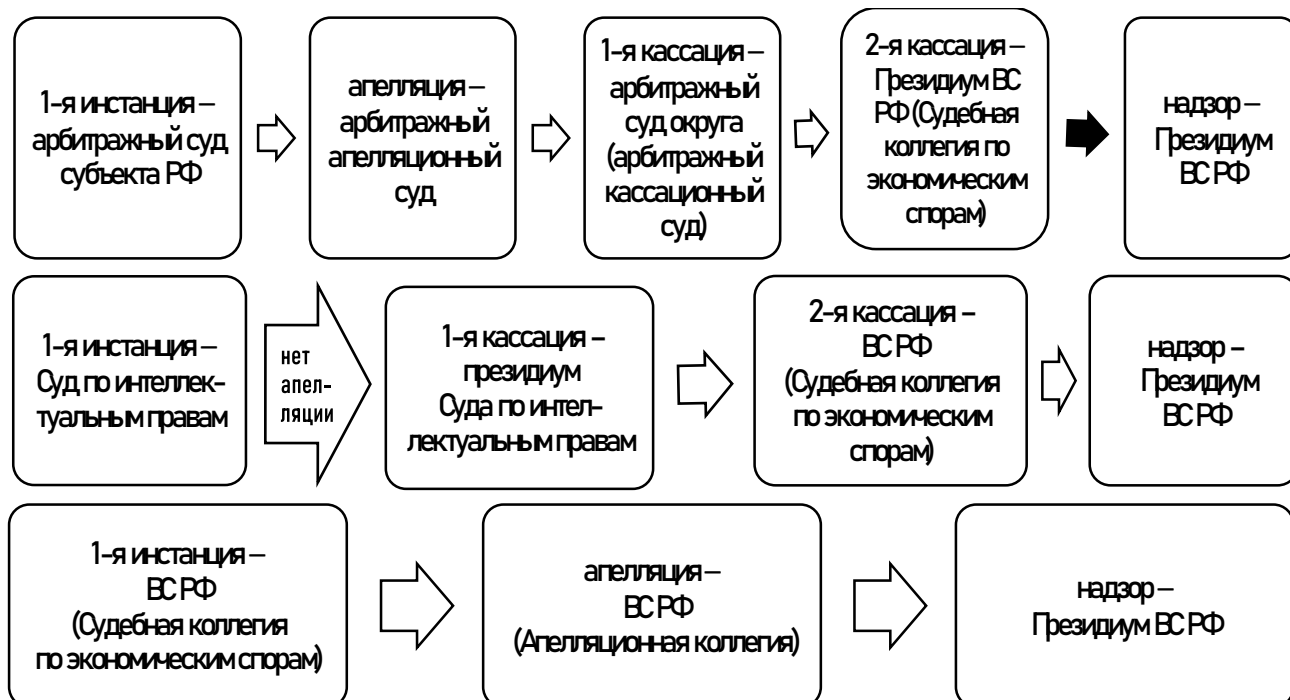 1-я инстанция –
арбитражный суд
субъекта РФ
апелляция –
арбитражный
апелляционный
суд
1-я кассация –
арбитражный
суд округа
(арбитражный
кассационный
суд)
2-я кассация –
Президиум ВС
РФ (Судебная
коллегия по
экономическим
спорам)
надзор –
Президиум
ВС РФ
1-я инстанция –
Суд по интеллек-
туальным правам
нет
апел-
ляции
1-я кассация –
президиум
Суда по интел-
лектуальным правам
2-я кассация –
ВС РФ
(Судебная коллегия
по экономическим
спорам)
надзор –
Президиум
ВС РФ
1-я инстанция –
ВС РФ
(Судебная коллегия
по экономическим спорам)
апелляция –
ВС РФ
(Апелляционная коллегия)
надзор –
Президиум ВС РФ